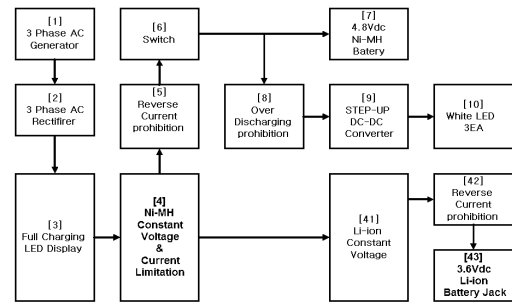 [1]
3 Phase AC
Generator
[2]
3 Phase AC
Rectifirer
[3]
Full Charging
LED Display
[4]
Ni-MH
Constant
Voltage
&
Current
Limitation
[5]
Reverse
Current
prohibition
[6]
Switch
[7]
4.8Vdc
Ni-MH
Batery
[8]
Over
Discharging
prohibition
[9]
STEP-UP
DC-DC
Converter
[10]
White LED
3EA
[41]
Li-ion
Constant
Voltage
[42]
Reverse
Current
prohibition
[43]
3.6Vdc
Li-ion
Battery Jack